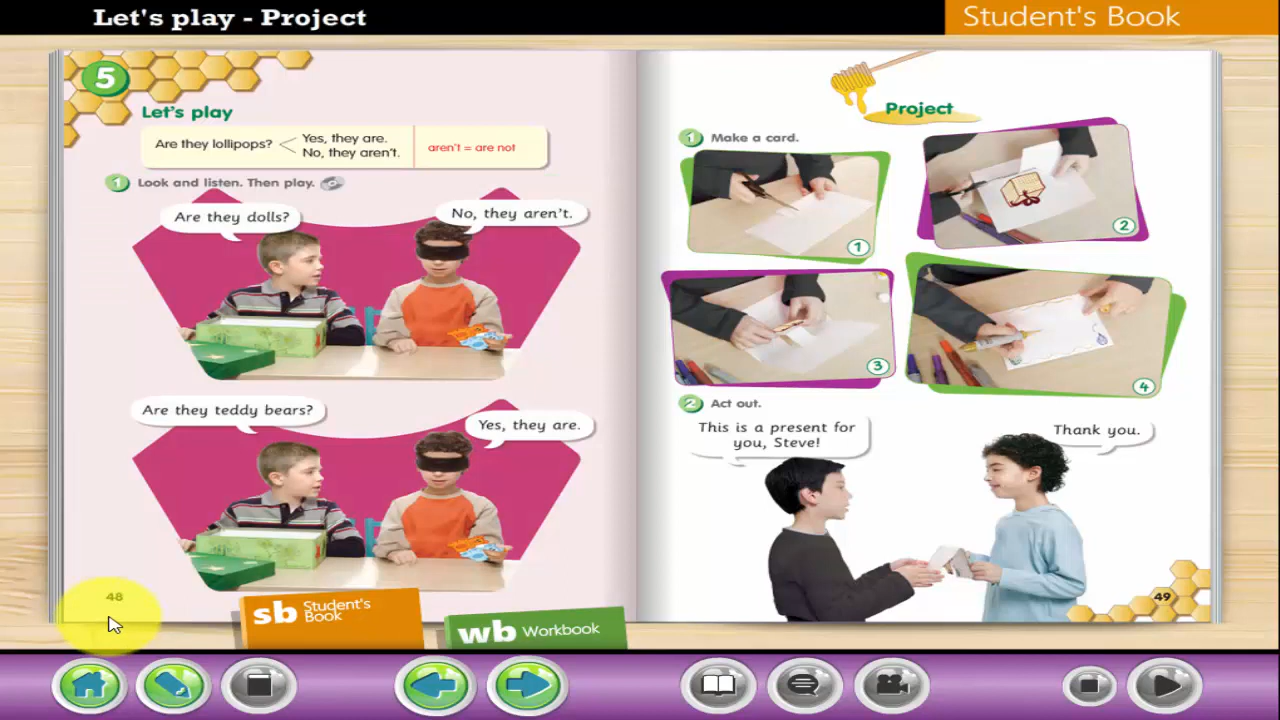 Let's play - Project
Student's Book
5
Let's play
Are they lollipops?
Yes, they are.
No, they aren't.
aren't = are not
1 Look and listen. Then play.
Are they dolls?
No, they aren't.
Are they teddy bears?
Yes, they are.
48
Project
1 Make a card.
1
2
3
4
2 Act out.
This is a present for
you, Steve!
Thank you.
49
sb Student's
Book
wb Workbook